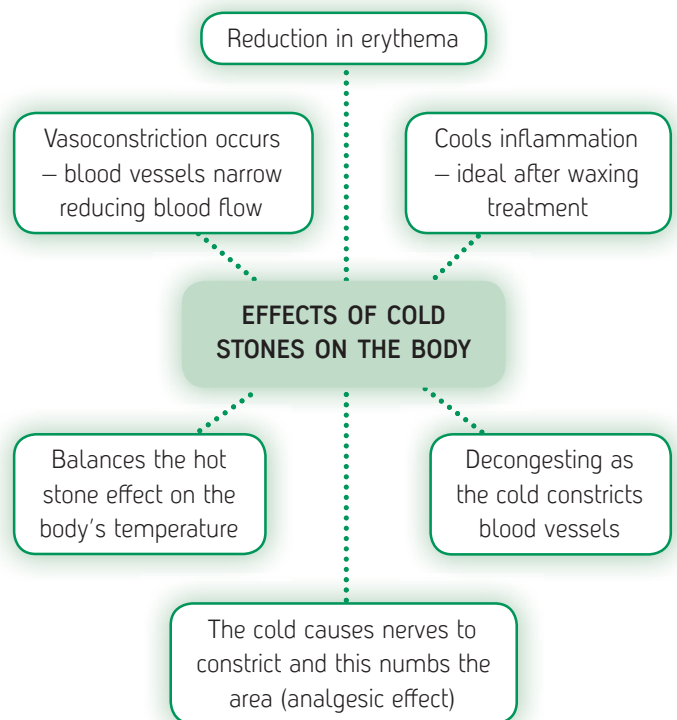 Reduction in erythema
Vasoconstriction occurs
– blood vessels narrow
reducing blood flow
Cools inflammation
– ideal after waxing
treatment
EFFECTS OF COLD
STONES ON THE BODY
Balances the hot
stone effect on the
body's temperature
Decongesting as
the cold constricts
blood vessels
The cold causes nerves to
constrict and this numbs the
area (analgesic effect)